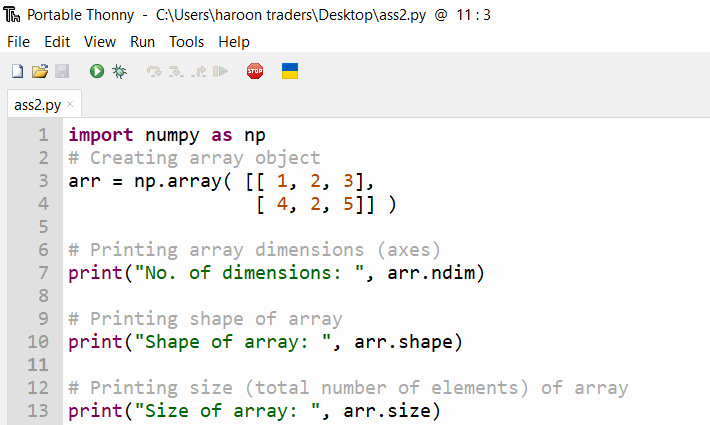 Th Portable Thonny - C:\Users\haroon traders\Desktop\ass2.py @ 11 : 3
File Edit View Run Tools Help
STOP
ass2.py ×
1 import numpy as np
2 # Creating array object
3 arr = np.array( [[ 1, 2, 3],
4                  [ 4, 2, 5]] )
5
6 # Printing array dimensions (axes)
7 print("No. of dimensions: ", arr.ndim)
8
9 # Printing shape of array
10 print("Shape of array: ", arr.shape)
11
12 # Printing size (total number of elements) of array
13 print("Size of array: ", arr.size)